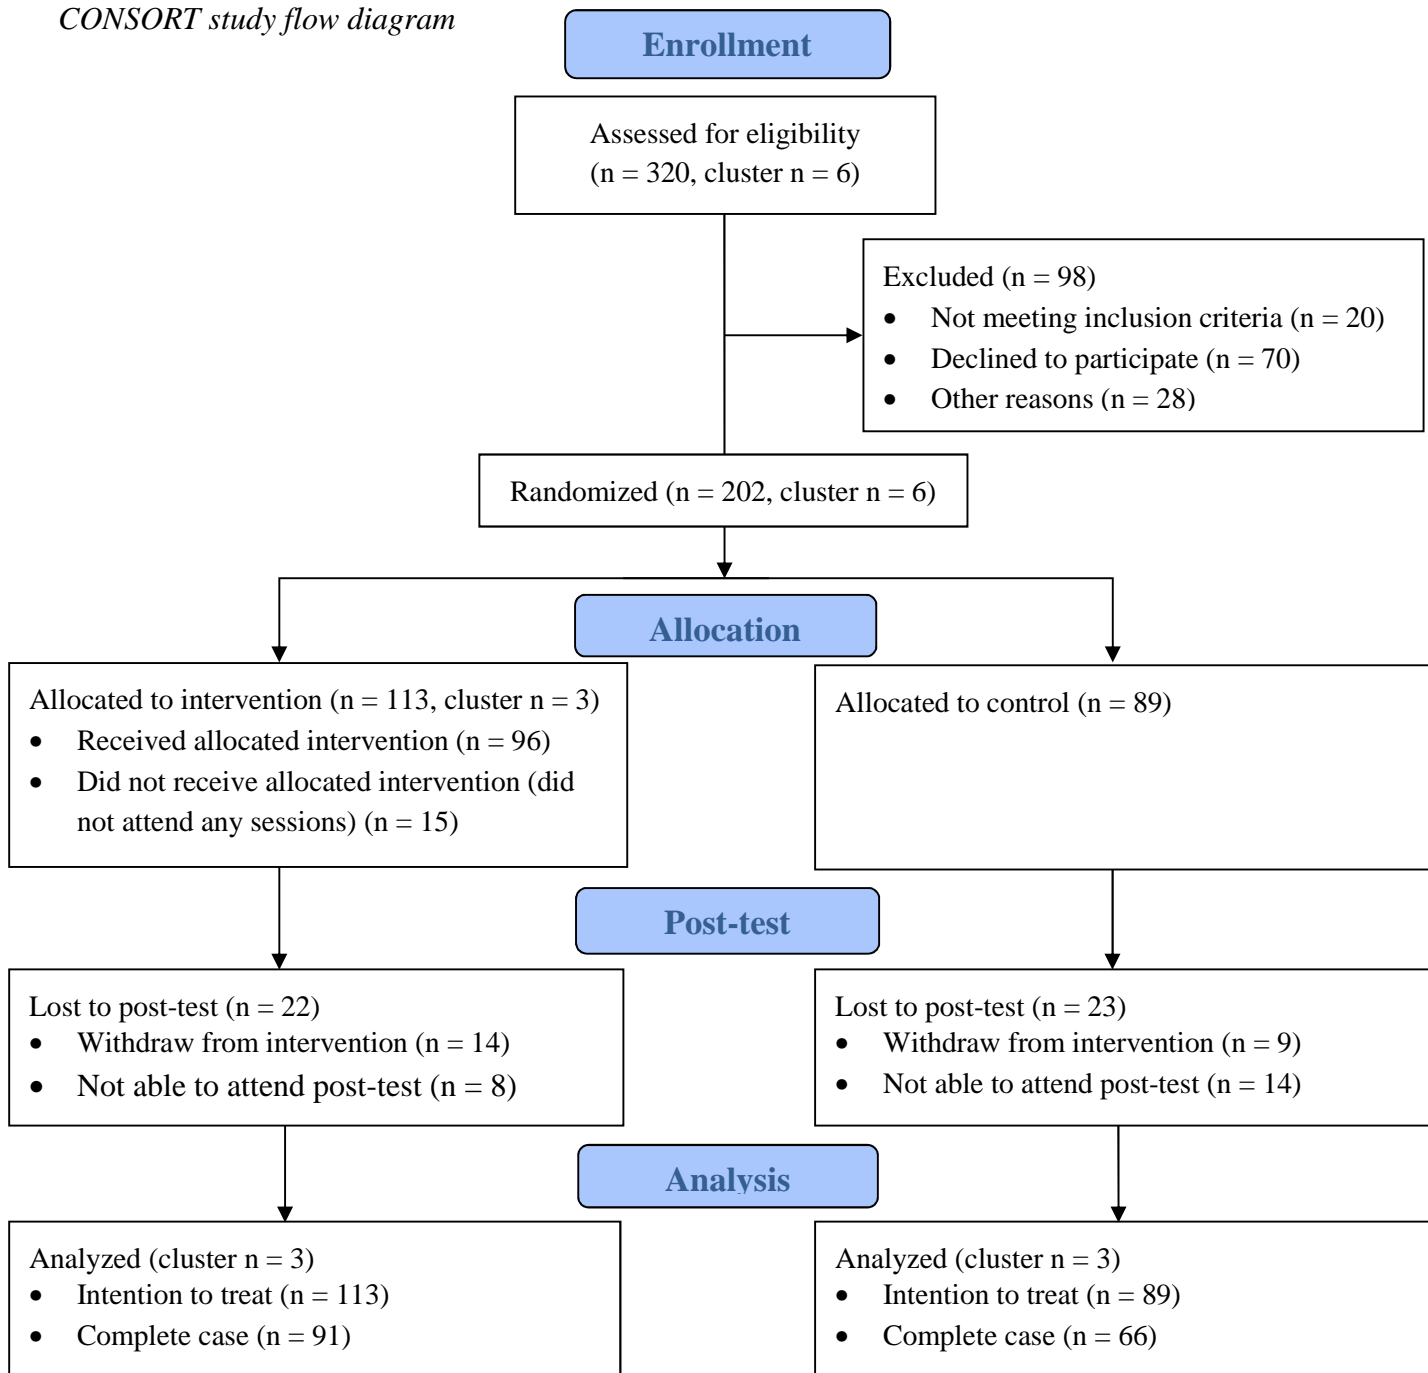 CONSORT study flow diagram
Enrollment
Assessed for eligibility
(n = 320, cluster n = 6)
Excluded (n = 98)
• Not meeting inclusion criteria (n = 20)
• Declined to participate (n = 70)
• Other reasons (n = 28)
Randomized (n = 202, cluster n = 6)
Allocation
Allocated to intervention (n = 113, cluster n = 3)
• Received allocated intervention (n = 96)
• Did not receive allocated intervention (did
not attend any sessions) (n = 15)
Allocated to control (n = 89)
Post-test
Lost to post-test (n = 22)
• Withdraw from intervention (n = 14)
• Not able to attend post-test (n = 8)
Lost to post-test (n = 23)
• Withdraw from intervention (n = 9)
• Not able to attend post-test (n = 14)
Analysis
Analyzed (cluster n = 3)
• Intention to treat (n = 113)
• Complete case (n = 91)
Analyzed (cluster n = 3)
• Intention to treat (n = 89)
• Complete case (n = 66)